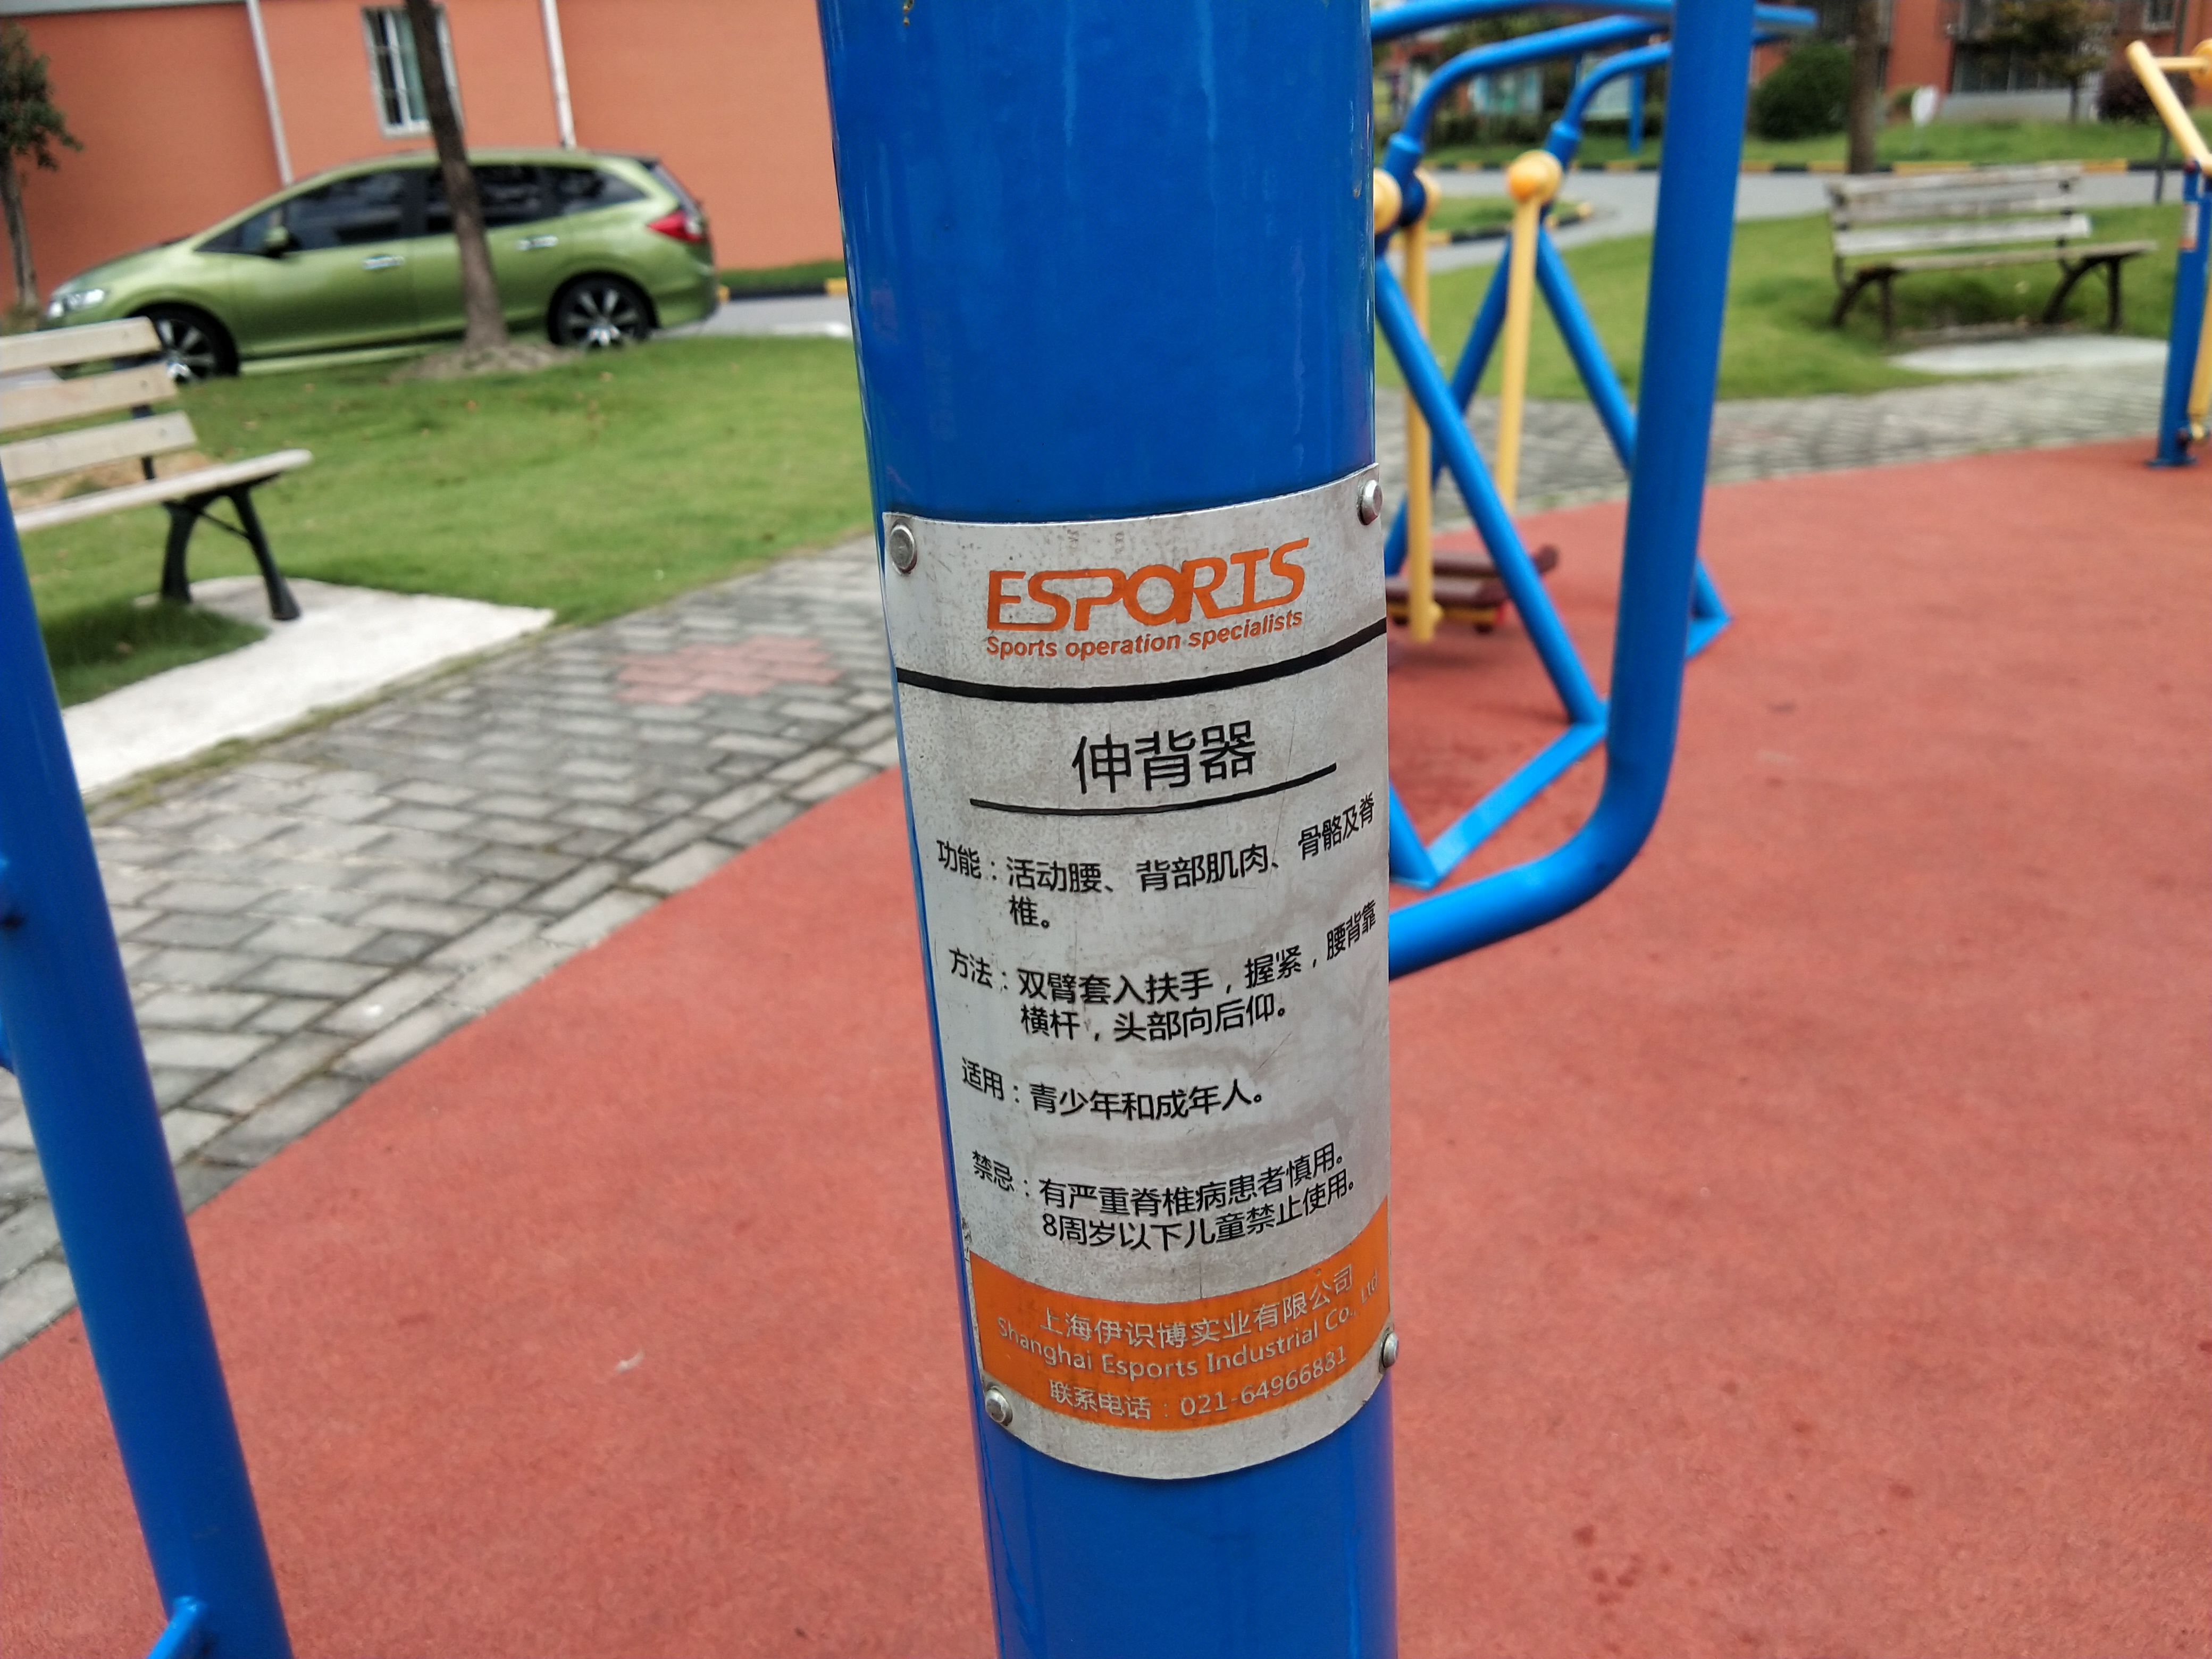 ESPORTS
Sports operation specialists
伸背器
功能：活动腰、背部肌肉、骨骼及脊
椎。
方法：双臂套入扶手，握紧，腰背靠
横杆，头部向后仰。
适用：青少年和成年人。
禁忌：有严重脊椎病患者慎用。
8周岁以下儿童禁止使用。
上海伊识博实业有限公司
Shanghai Esports Industrial Co., Ltd
联系电话：021-64966881